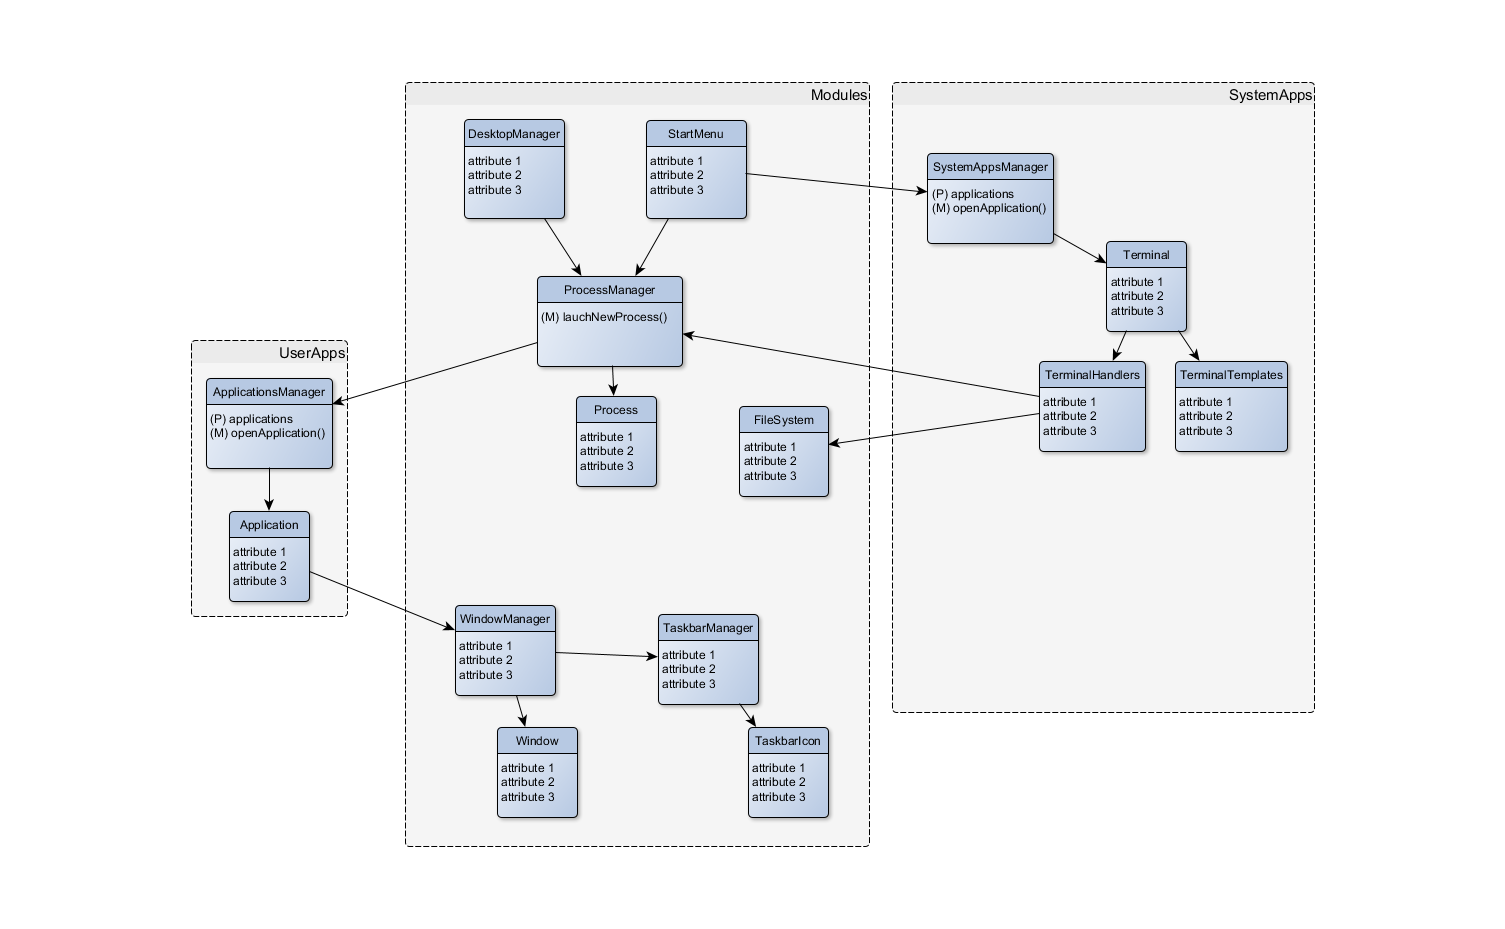 Modules
SystemApps
DesktopManager
attribute 1
attribute 2
attribute 3
StartMenu
attribute 1
attribute 2
attribute 3
SystemAppsManager
(P) applications
(M) openApplication()
Terminal
attribute 1
attribute 2
attribute 3
ProcessManager
(M) lauchNewProcess()
UserApps
ApplicationsManager
(P) applications
(M) openApplication()
TerminalHandlers
attribute 1
attribute 2
attribute 3
TerminalTemplates
attribute 1
attribute 2
attribute 3
Process
attribute 1
attribute 2
attribute 3
FileSystem
attribute 1
attribute 2
attribute 3
Application
attribute 1
attribute 2
attribute 3
WindowManager
attribute 1
attribute 2
attribute 3
TaskbarManager
attribute 1
attribute 2
attribute 3
Window
attribute 1
attribute 2
attribute 3
TaskbarIcon
attribute 1
attribute 2
attribute 3